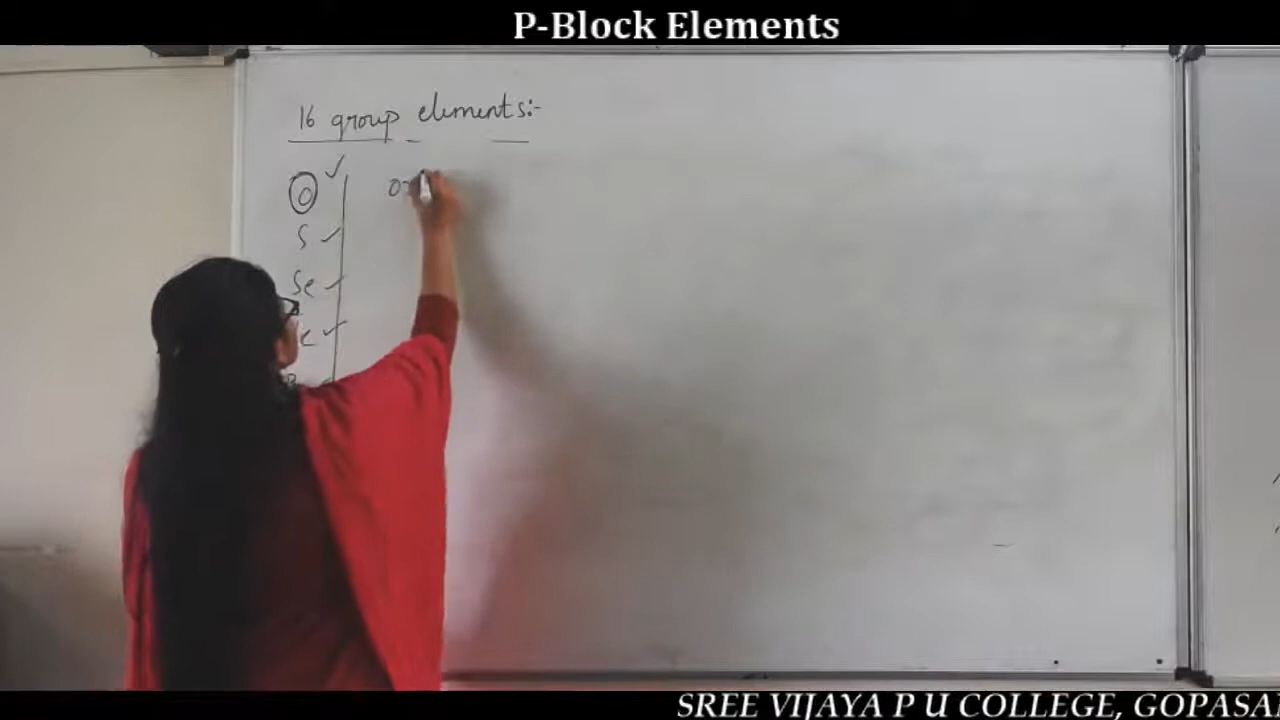 P-Block Elements
16 group elements:-
O
S
Se
SREE VIJAYA P U COLLEGE, GOPASA